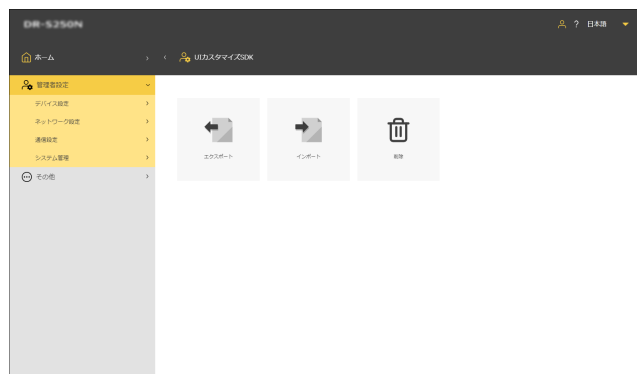 DR-S250N
? 日本語
ホーム
UIカスタマイズSDK
管理者設定
デバイス設定
ネットワーク設定
通信設定
システム管理
その他
エクスポート
インポート
削除